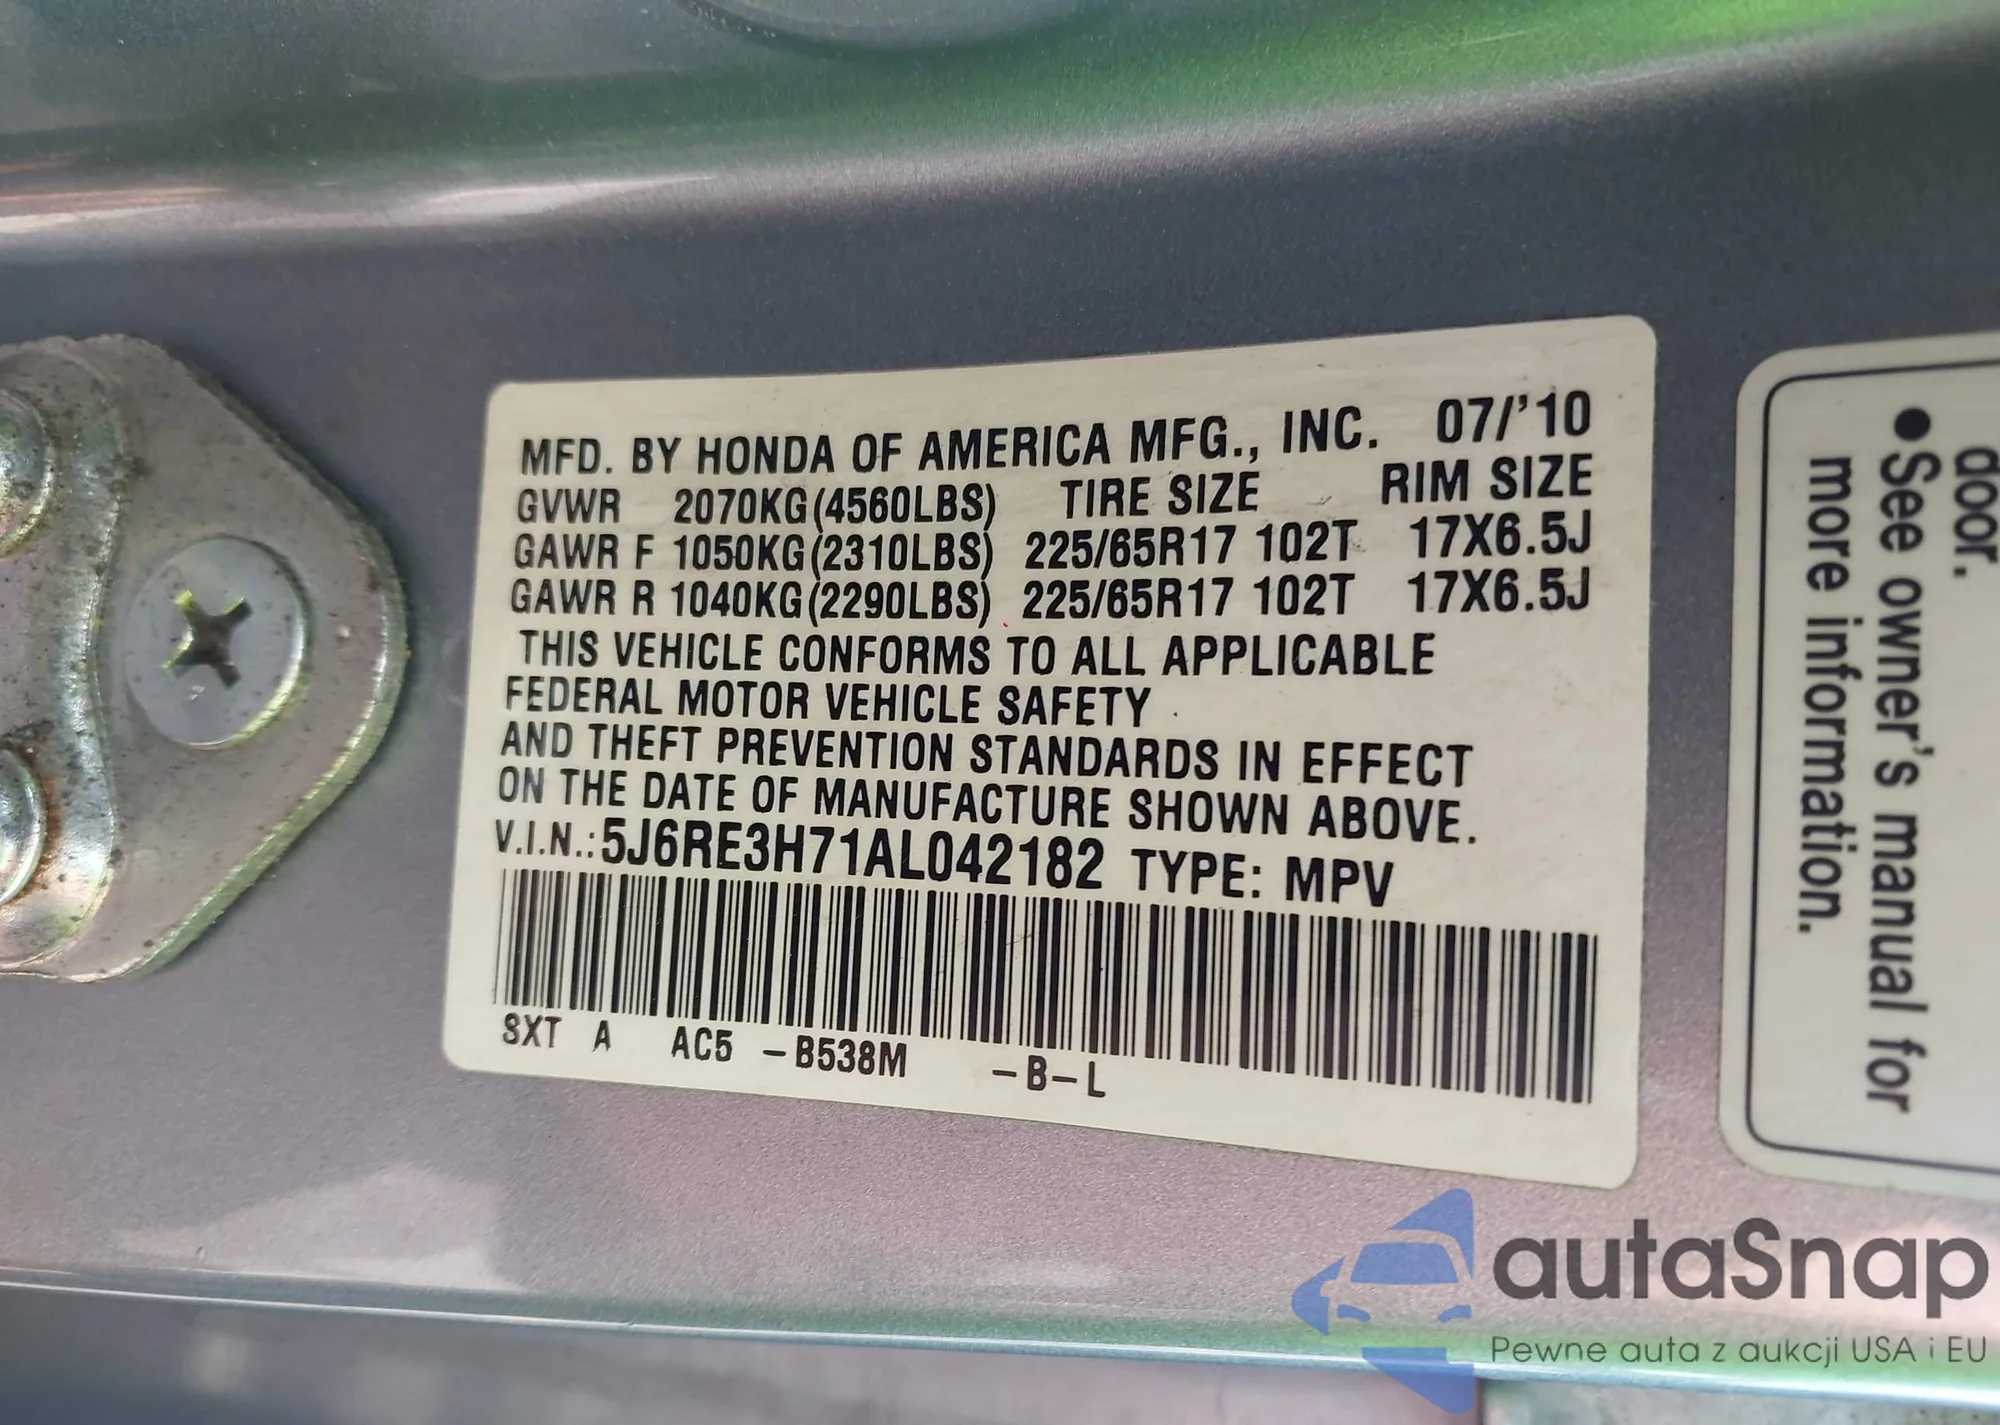 MFD. BY HONDA OF AMERICA MFG., INC. 07/'10
GVWR 2070KG(4560LBS) TIRE SIZE RIM SIZE
GAWR F 1050KG(2310LBS) 225/65R17 102T 17X6.5J
GAWR R 1040KG(2290LBS) 225/65R17 102T 17X6.5J
THIS VEHICLE CONFORMS TO ALL APPLICABLE
FEDERAL MOTOR VEHICLE SAFETY
AND THEFT PREVENTION STANDARDS IN EFFECT
ON THE DATE OF MANUFACTURE SHOWN ABOVE.
V.I.N.: 5J6RE3H71AL042182 TYPE: MPV
SXT A AC5 -B538M -B-L
door.
•See owner's manual for
more information.
autaSnap
Pewne auta z aukcji USA i EU